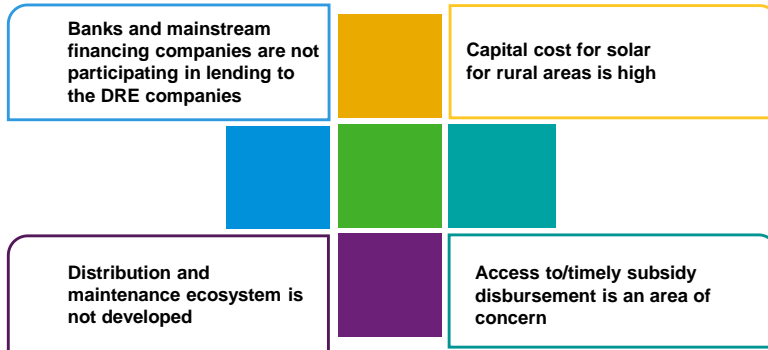 Banks and mainstream
financing companies are not
participating in lending to
the DRE companies
Capital cost for solar
for rural areas is high
Distribution and
maintenance ecosystem is
not developed
Access to/timely subsidy
disbursement is an area of
concern